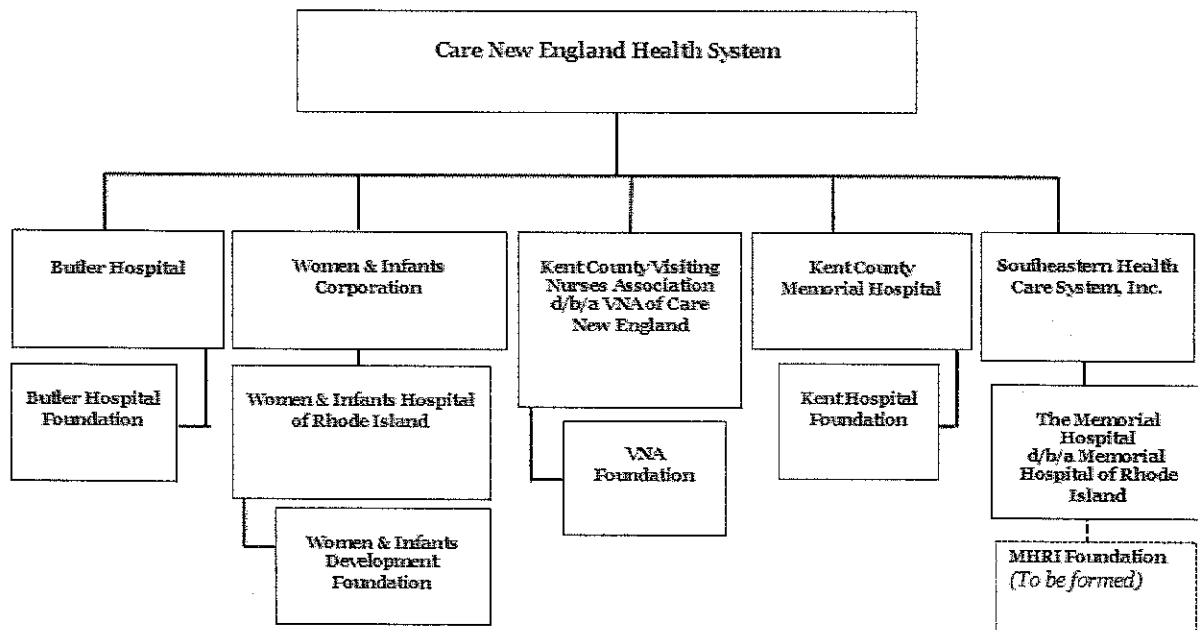 Care New England Health System
Butler Hospital
Women & Infants
Corporation
Kent County Visiting
Nurses Association
d/b/a VNA of Care
New England
Kent County
Memorial Hospital
Southeastern Health
Care System, Inc.
Butler Hospital
Foundation
Women & Infants Hospital
of Rhode Island
VNA
Foundation
Kent Hospital
Foundation
The Memorial
Hospital
d/b/a Memorial
Hospital of Rhode
Island
Women & Infants
Development
Foundation
MHRI Foundation
(To be formed)